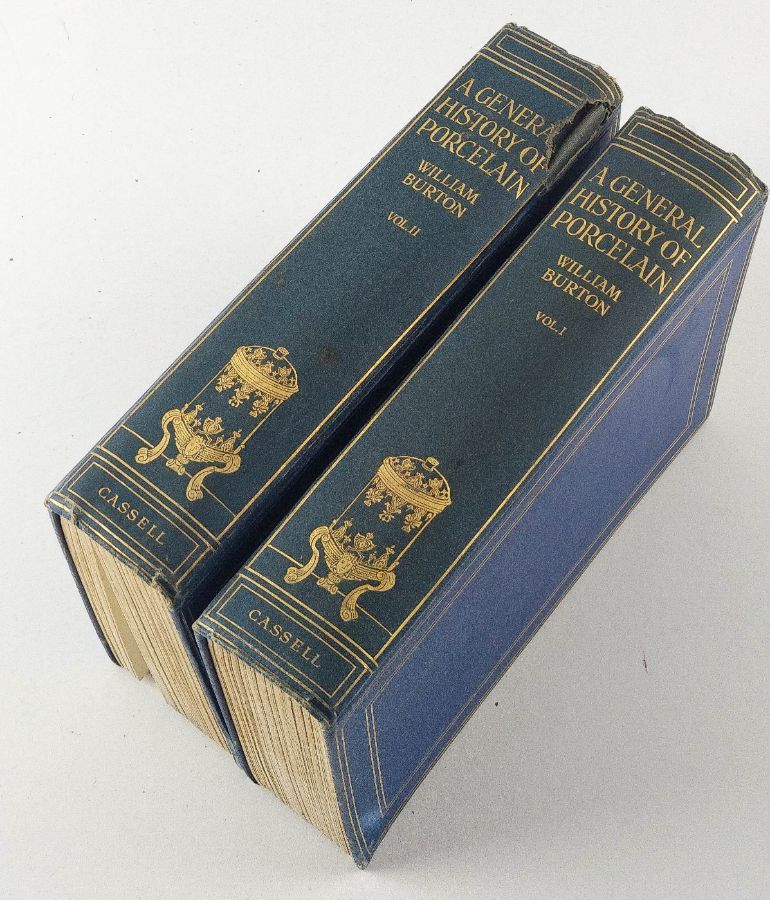 A GENERAL
HISTORY OF
PORCELAIN
WILLIAM
BURTON
VOL. II
CASSELL
A GENERAL
HISTORY OF
PORCELAIN
WILLIAM
BURTON
VOL. I
CASSELL